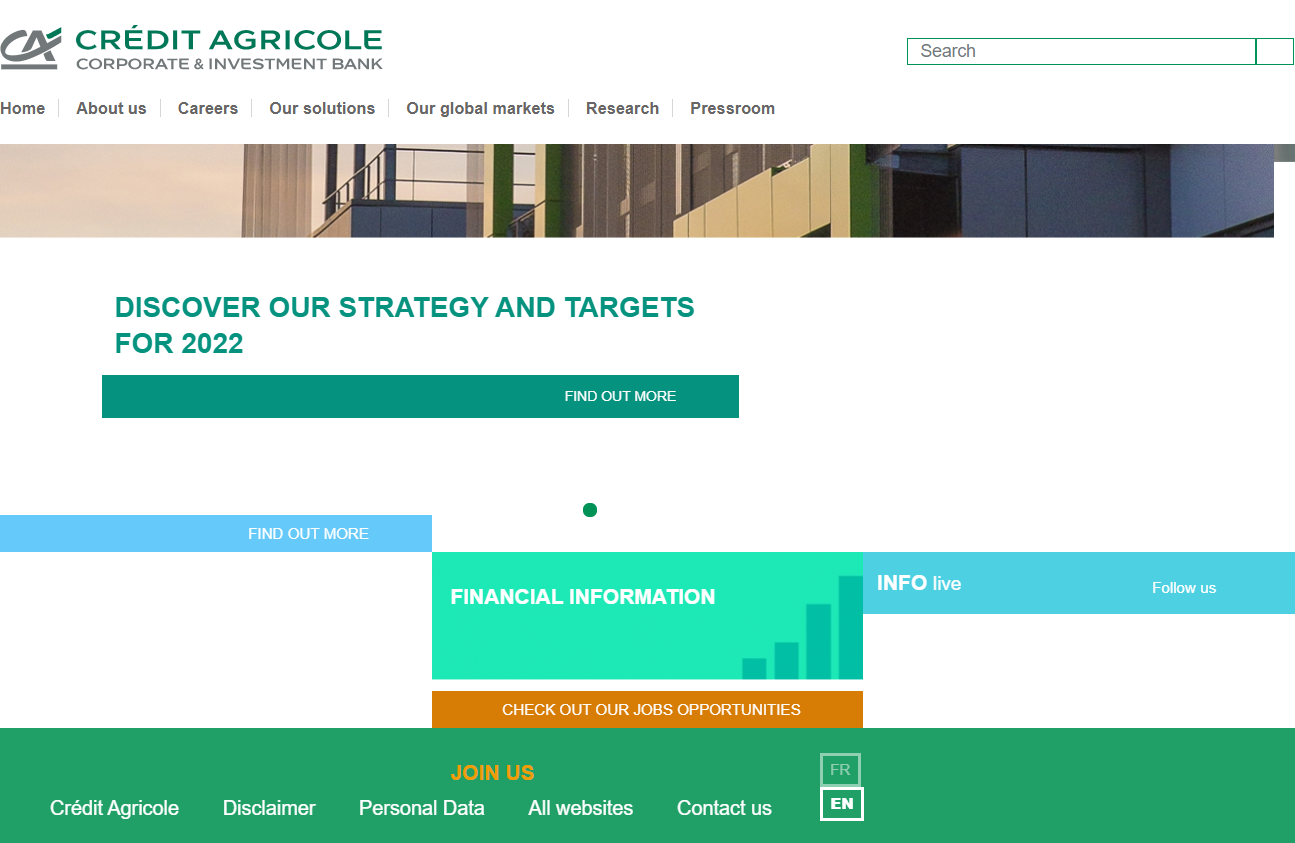 CRÉDIT AGRICOLE
CORPORATE & INVESTMENT BANK
Search
Home
About us
Careers
Our solutions
Our global markets
Research
Pressroom
DISCOVER OUR STRATEGY AND TARGETS
FOR 2022
FIND OUT MORE
FIND OUT MORE
FINANCIAL INFORMATION
INFO live
Follow us
CHECK OUT OUR JOBS OPPORTUNITIES
JOIN US
FR
EN
Crédit Agricole
Disclaimer
Personal Data
All websites
Contact us